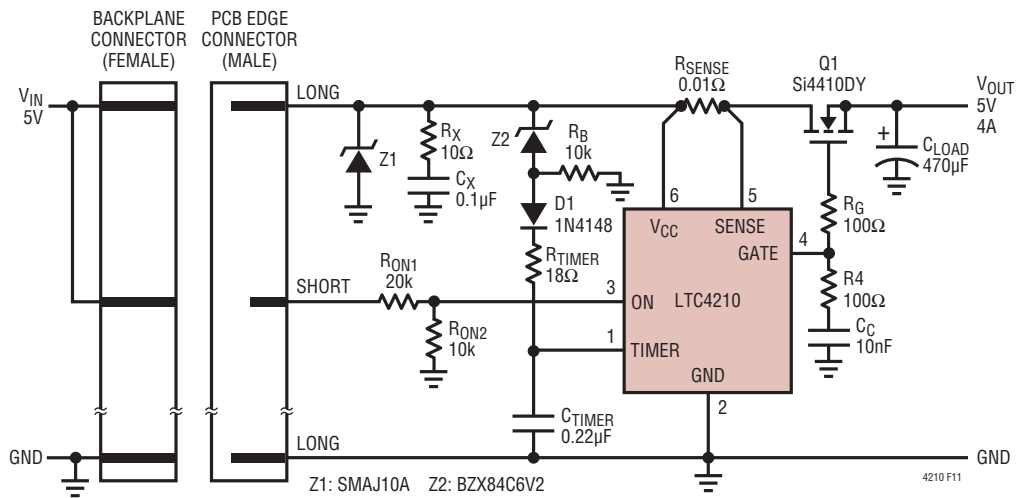 BACKPLANE
CONNECTOR
(FEMALE)
PCB EDGE
CONNECTOR
(MALE)
VIN
5V
LONG
Z1
RX
10Ω
CX
0.1µF
Z2
RB
10k
D1
1N4148
RTIMER
18Ω
RSENSE
0.01Ω
Q1
Si4410DY
VOUT
5V
4A
CLOAD
470µF
+
6
5
VCC
SENSE
GATE
4
RG
100Ω
R4
100Ω
CC
10nF
SHORT
RON1
20k
RON2
10k
3
ON
LTC4210
1
TIMER
GND
2
CTIMER
0.22µF
GND
LONG
GND
Z1: SMAJ10A Z2: BZX84C6V2
4210 F11